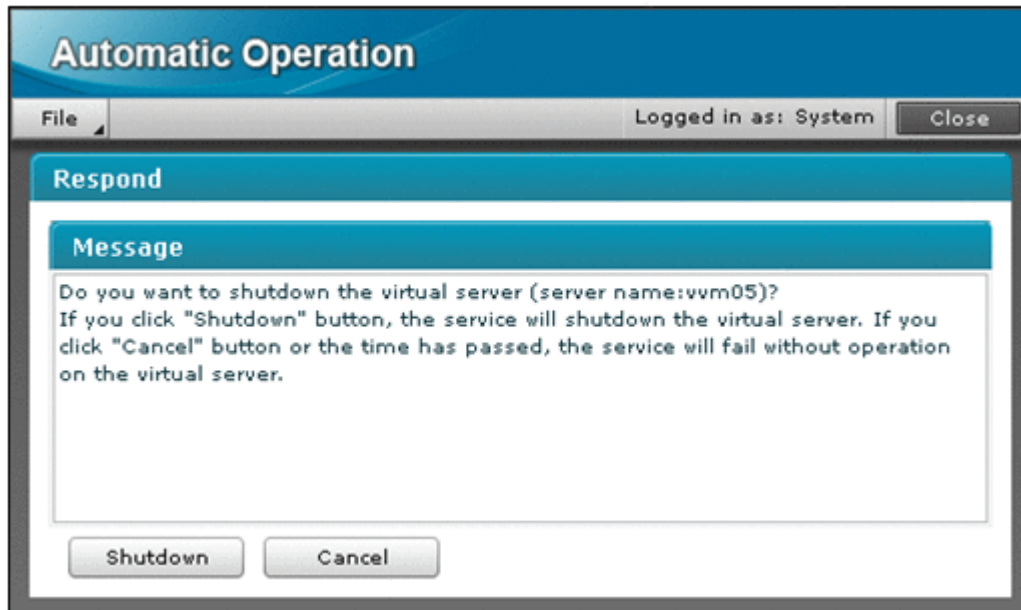 Automatic Operation
File
Logged in as: System
Close
Respond
Message
Do you want to shutdown the virtual server (server name:vvm05)?
If you click "Shutdown" button, the service will shutdown the virtual server. If you
click "Cancel" button or the time has passed, the service will fail without operation
on the virtual server.
Shutdown
Cancel